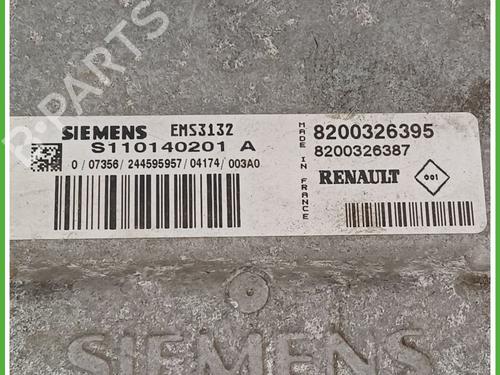 R-PARTS
SIEMENS EMS3132
S110140201 A
0 / 07356 / 244595957 / 04174 / 003A0
MADE IN FRANCE
8200326395
8200326387
RENAULT
001
SIEMENS